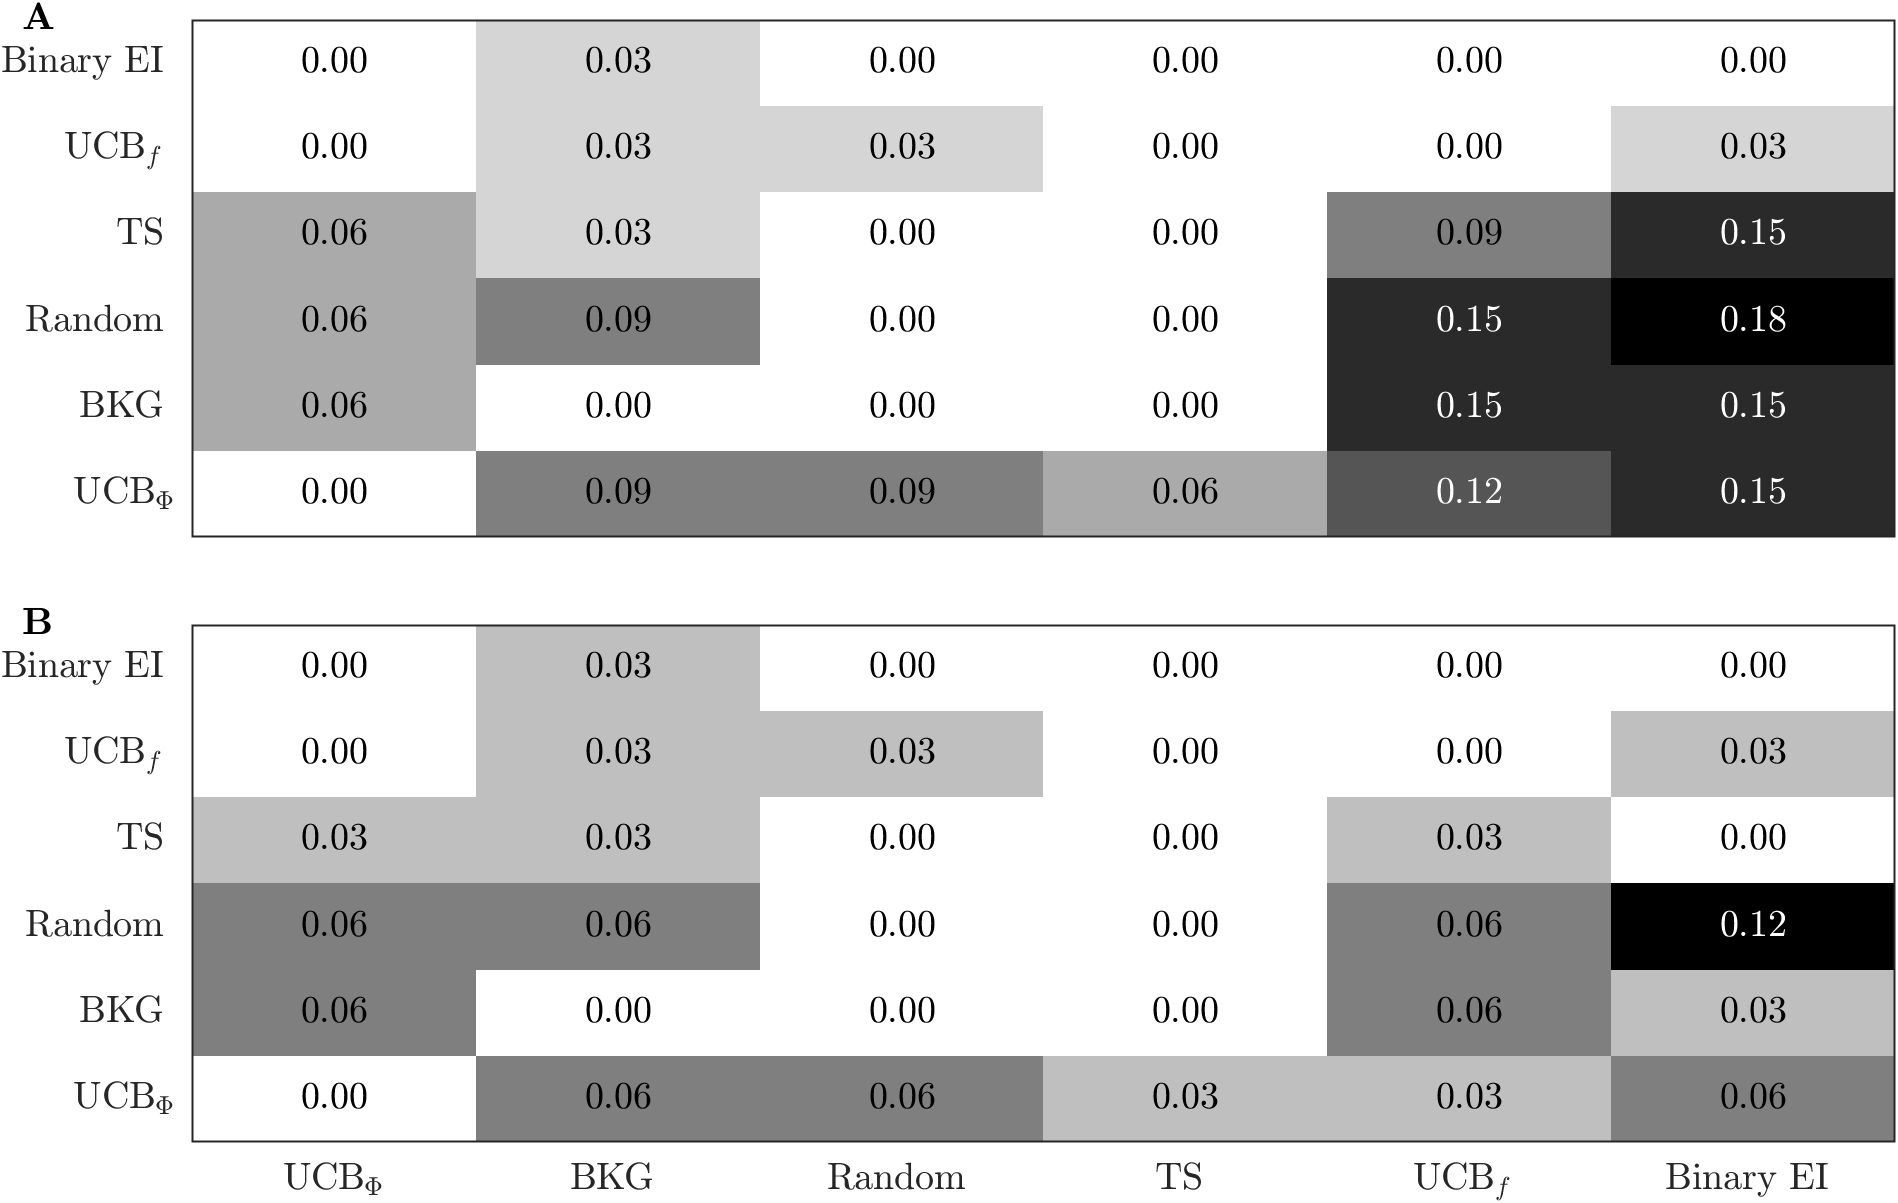 A
Binary EI 0.00 0.03 0.00 0.00 0.00 0.00
UCB_f 0.00 0.03 0.03 0.00 0.00 0.03
TS 0.06 0.03 0.00 0.00 0.09 0.15
Random 0.06 0.09 0.00 0.00 0.15 0.18
BKG 0.06 0.00 0.00 0.00 0.15 0.15
UCB_Φ 0.00 0.09 0.09 0.06 0.12 0.15
B
Binary EI 0.00 0.03 0.00 0.00 0.00 0.00
UCB_f 0.00 0.03 0.03 0.00 0.00 0.03
TS 0.03 0.03 0.00 0.00 0.03 0.00
Random 0.06 0.06 0.00 0.00 0.06 0.12
BKG 0.06 0.00 0.00 0.00 0.06 0.03
UCB_Φ 0.00 0.06 0.06 0.03 0.03 0.06
UCB_Φ BKG Random TS UCB_f Binary EI